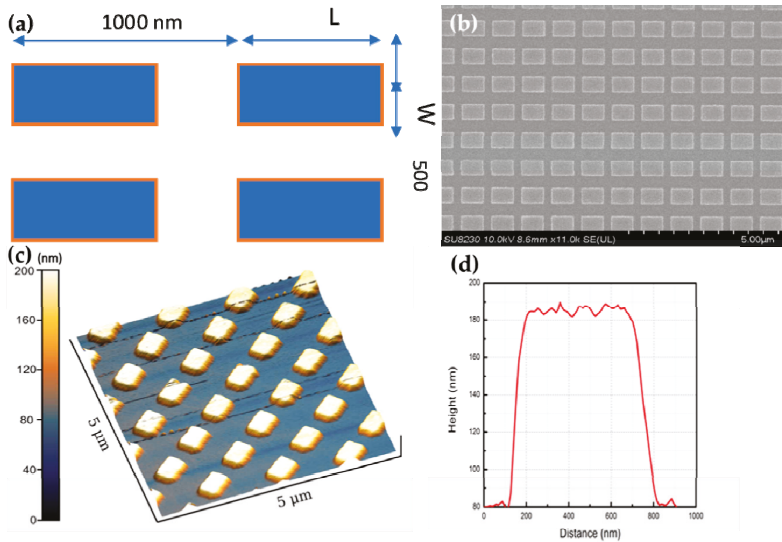 (a)
1000 nm
L
W
500
(b)
SU8230 10.0kV 8.6mm x11.0k SE(UL)
5.00µm
(c)
(nm)
200
160
120
80
40
0
5 µm
5 µm
(d)
200
180
160
140
120
100
80
Height (nm)
0
200
400
600
800
1000
Distance (nm)